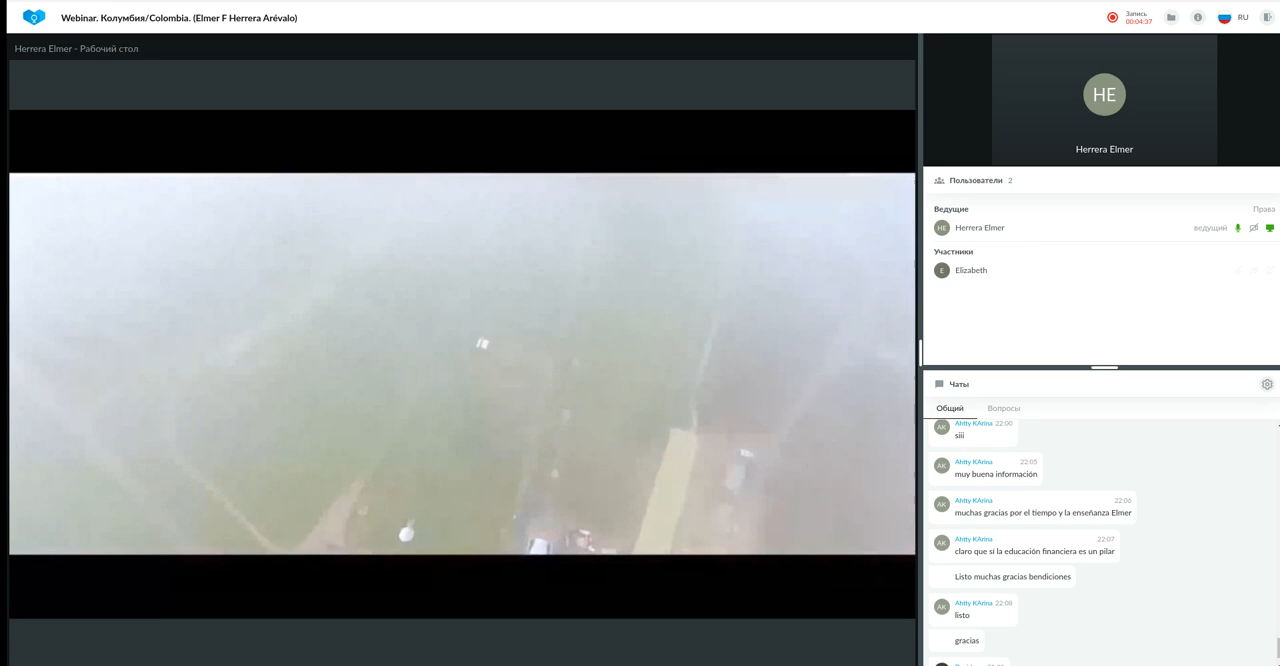 Webinar. Колумбия/Colombia. (Elmer F Herrera Arévalo)
Запись
00:04:37
RU
Herrera Elmer - Рабочий стол
HE
Herrera Elmer
Пользователи 2
Ведущие Права
HE Herrera Elmer ведущий
Участники
E Elizabeth
Чаты
Общий Вопросы
AK Ahtty KArina 22:00
siii
AK Ahtty KArina 22:05
muy buena información
AK Ahtty KArina 22:06
muchas gracias por el tiempo y la enseñanza Elmer
AK Ahtty KArina 22:07
claro que sí la educación financiera es un pilar
Listo muchas gracias bendiciones
AK Ahtty KArina 22:08
listo
gracias